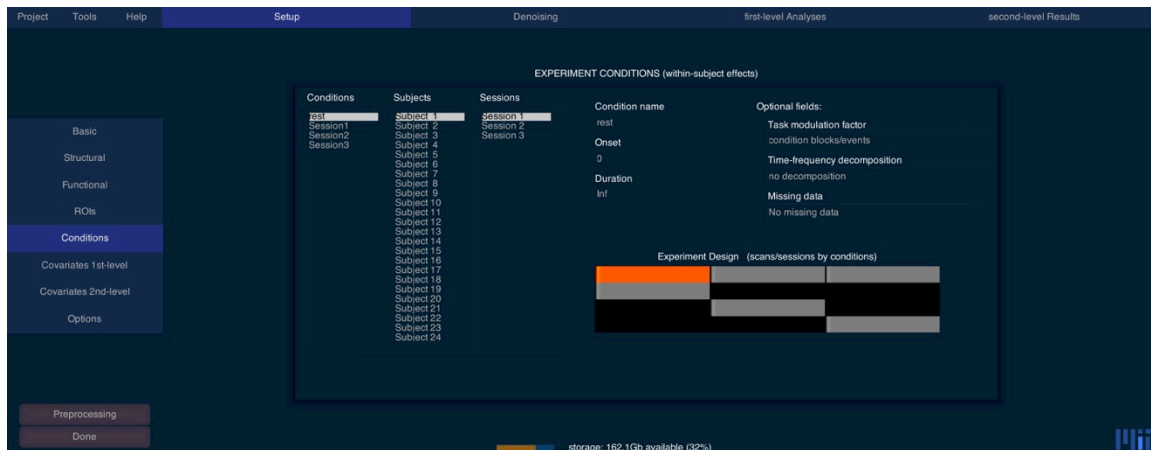 Project Tools Help Setup Denoising first-level Analyses second-level Results
EXPERIMENT CONDITIONS (within-subject effects)
Conditions Subjects Sessions
rest
Session1
Session2
Session3
Subject 1
Subject 2
Subject 3
Subject 4
Subject 5
Subject 6
Subject 7
Subject 8
Subject 9
Subject 10
Subject 11
Subject 12
Subject 13
Subject 14
Subject 15
Subject 16
Subject 17
Subject 18
Subject 19
Subject 20
Subject 21
Subject 22
Subject 23
Subject 24
Session 1
Session 2
Session 3
Condition name
rest
Onset
0
Duration
Inf
Optional fields:
Task modulation factor
condition blocks/events
Time-frequency decomposition
no decomposition
Missing data
No missing data
Experiment Design (scans/sessions by conditions)
Basic
Structural
Functional
ROIs
Conditions
Covariates 1st-level
Covariates 2nd-level
Options
Preprocessing
Done
storage: 162.1Gb available (32%)